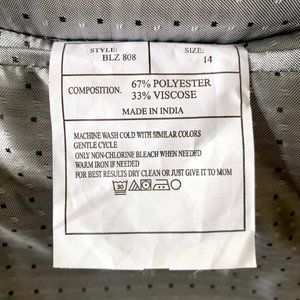 STYLE: SIZE:
BLZ 808 14
COMPOSITION: 67% POLYESTER
33% VISCOSE
MADE IN INDIA
MACHINE WASH COLD WITH SIMILAR COLORS
GENTLE CYCLE
ONLY NON-CHLORINE BLEACH WHEN NEEDED
WARM IRON IF NEEDED
FOR BEST RESULTS DRY CLEAN OR JUST GIVE IT TO MOM
30